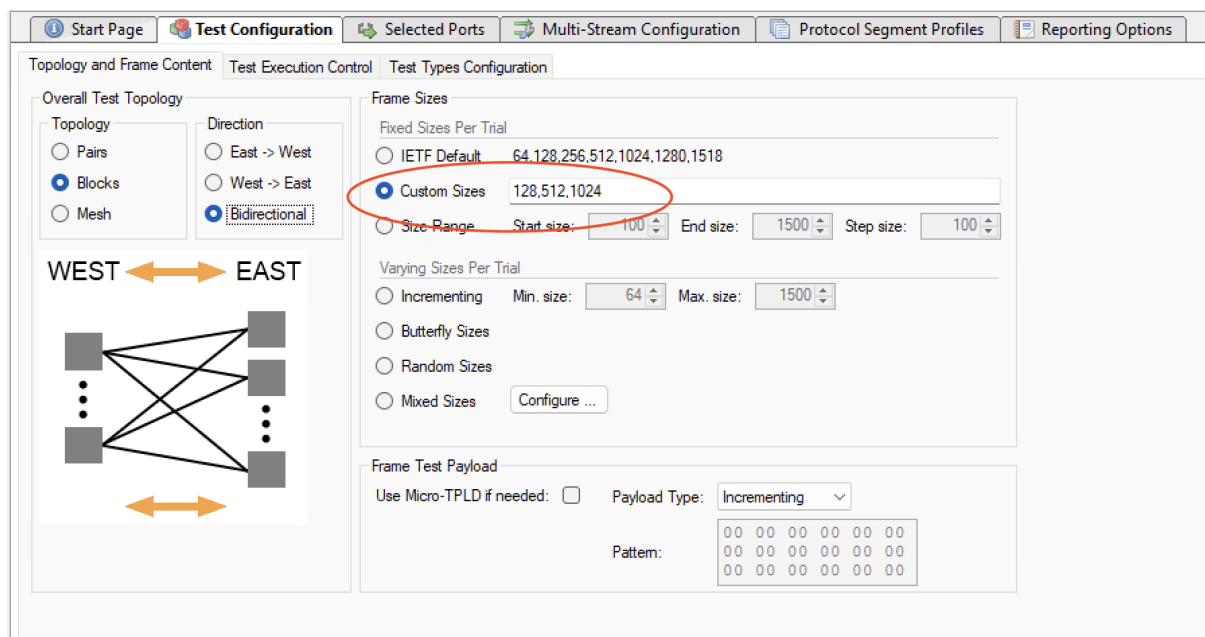 Start Page Test Configuration Selected Ports Multi-Stream Configuration Protocol Segment Profiles Reporting Options
Topology and Frame Content Test Execution Control Test Types Configuration
Overall Test Topology
Topology
Pairs
Blocks
Mesh
Direction
East -> West
West -> East
Bidirectional
WEST EAST
Frame Sizes
Fixed Sizes Per Trial
IETF Default 64,128,256,512,1024,1280,1518
Custom Sizes 128,512,1024
Size Range Start size: 100 End size: 1500 Step size: 100
Varying Sizes Per Trial
Incrementing Min. size: 64 Max. size: 1500
Butterfly Sizes
Random Sizes
Mixed Sizes Configure ...
Frame Test Payload
Use Micro-TPLD if needed: Payload Type: Incrementing
Pattern:
00 00 00 00 00 00
00 00 00 00 00 00
00 00 00 00 00 00